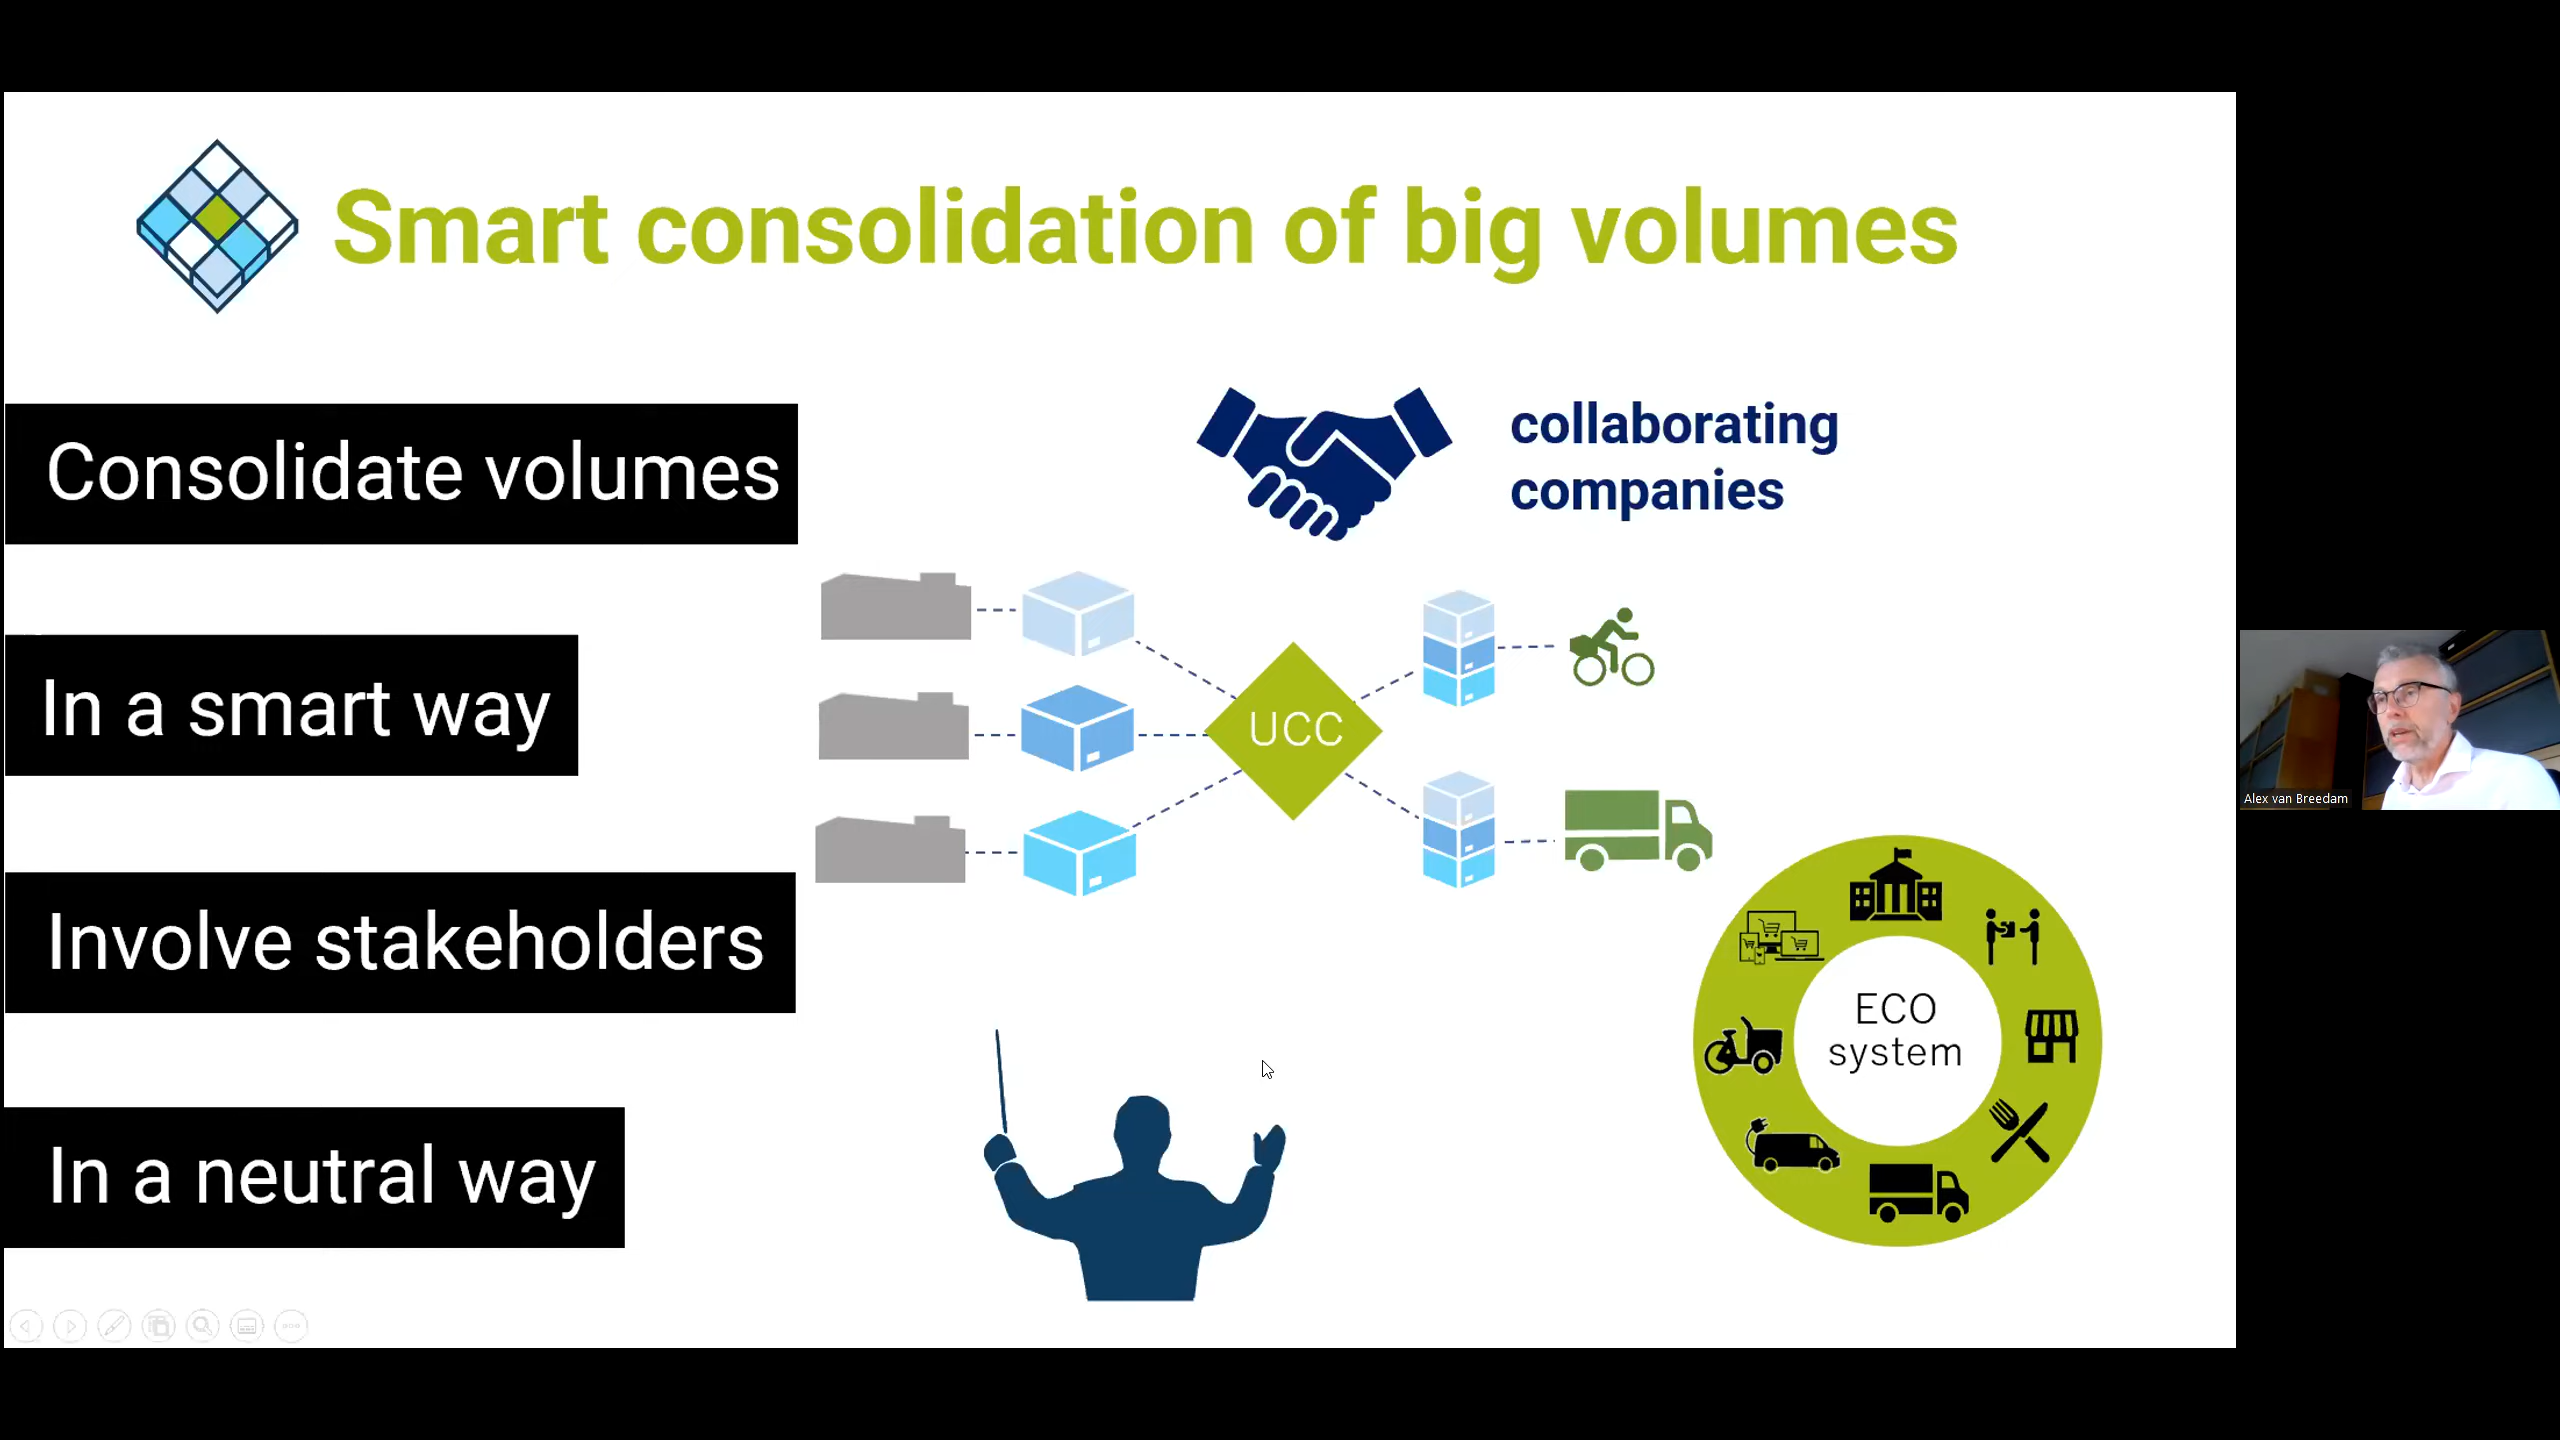 Smart consolidation of big volumes
Consolidate volumes
In a smart way
Involve stakeholders
In a neutral way
collaborating
companies
UCC
ECO
system
Alex van Breedam